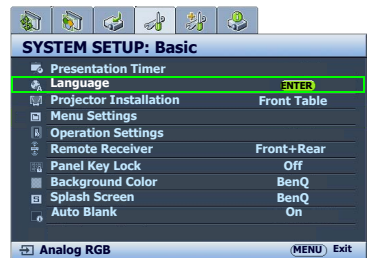 SYSTEM SETUP: Basic
Presentation Timer
Language ENTER
Projector Installation Front Table
Menu Settings
Operation Settings
Remote Receiver Front+Rear
Panel Key Lock Off
Background Color BenQ
Splash Screen BenQ
Auto Blank On
Analog RGB MENU Exit